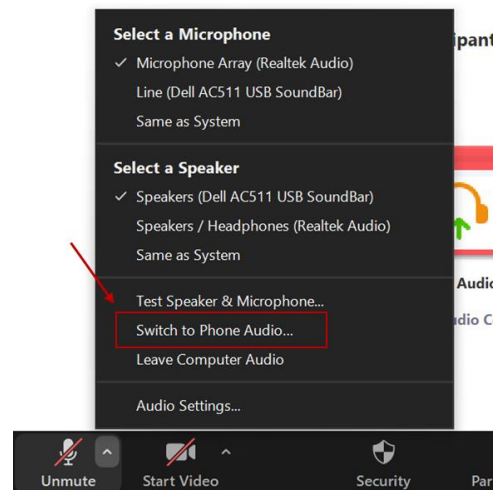 Select a Microphone
✓ Microphone Array (Realtek Audio)
Line (Dell AC511 USB SoundBar)
Same as System
Select a Speaker
✓ Speakers (Dell AC511 USB SoundBar)
Speakers / Headphones (Realtek Audio)
Same as System
Test Speaker & Microphone...
Switch to Phone Audio...
Leave Computer Audio
Audio Settings...
Unmute
Start Video
Security